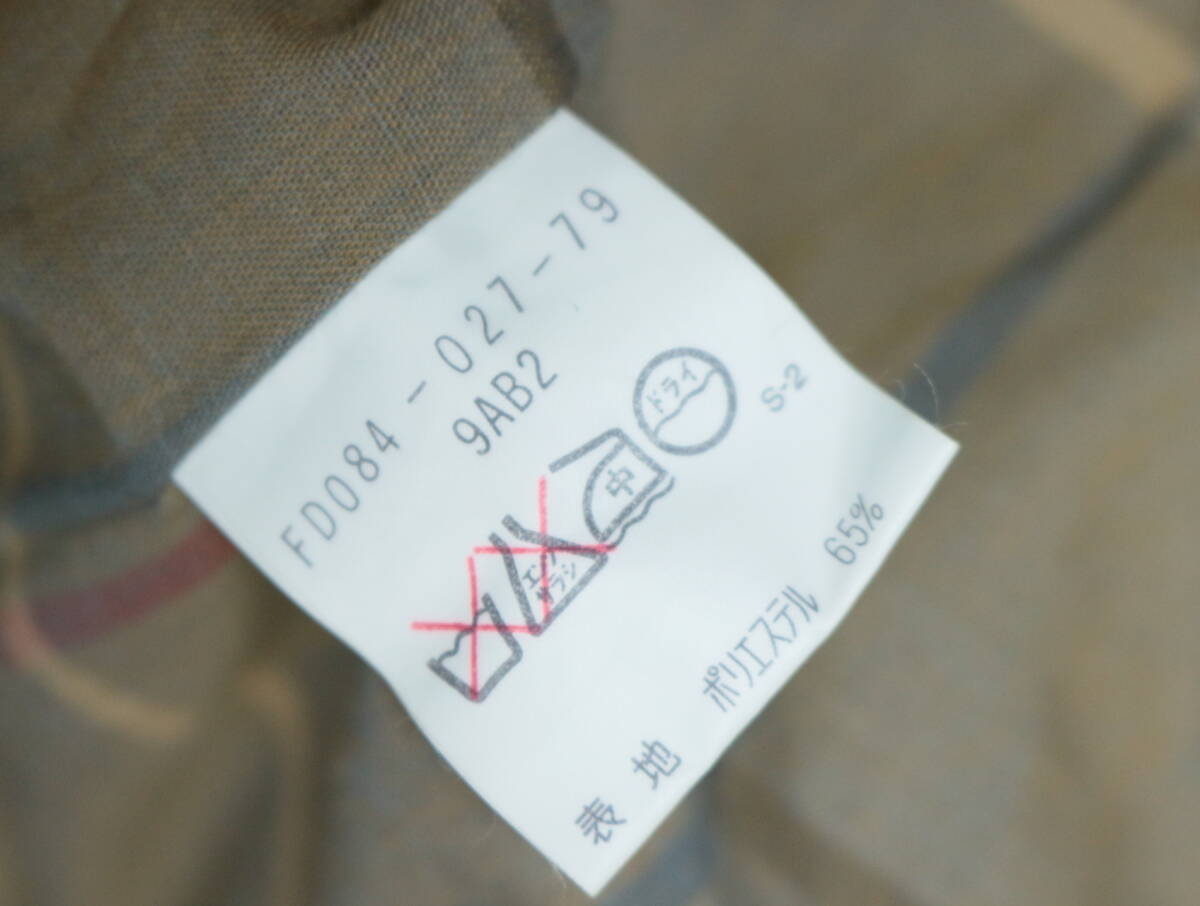 FD084-027-79
9AB2
エンソ
サラシ
中
ドライ
S-2
表地 ポリエステル 65%